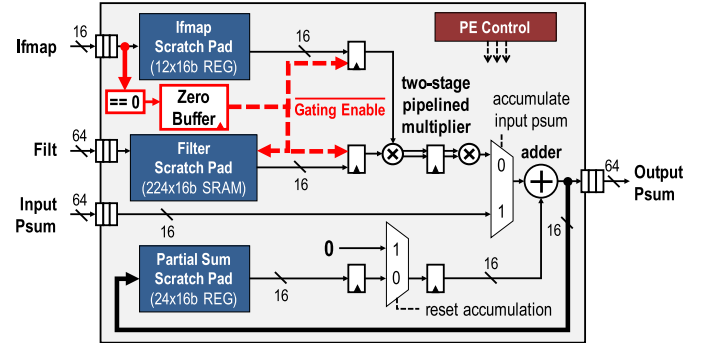 16
Ifmap
Ifmap
Scratch Pad
(12x16b REG)
16
PE Control
== 0
Zero
Buffer
Gating Enable
two-stage
pipelined
multiplier
accumulate
input psum
64
Filt
Filter
Scratch Pad
(224x16b SRAM)
16
0
1
adder
64
Output
Psum
Input
Psum
64
16
16
0
1
0
Partial Sum
Scratch Pad
(24x16b REG)
16
16
reset accumulation